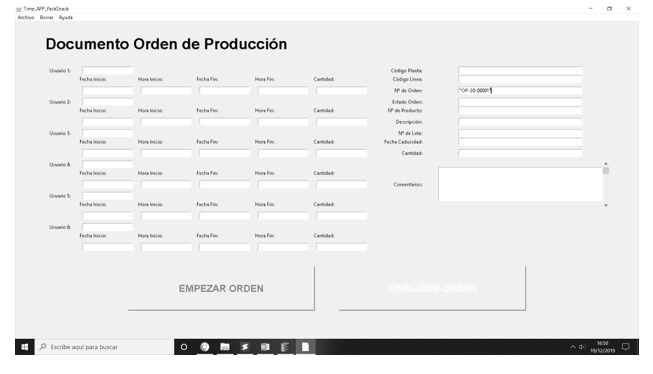 Time_APP_PackSnack
Archivo Borrar Ayuda
Documento Orden de Producción
Usuario 1:
Fecha Inicio: Hora Inicio: Fecha Fin: Hora Fin: Cantidad:
Usuario 2:
Fecha Inicio: Hora Inicio: Fecha Fin: Hora Fin: Cantidad:
Usuario 3:
Fecha Inicio: Hora Inicio: Fecha Fin: Hora Fin: Cantidad:
Usuario 4:
Fecha Inicio: Hora Inicio: Fecha Fin: Hora Fin: Cantidad:
Usuario 5:
Fecha Inicio: Hora Inicio: Fecha Fin: Hora Fin: Cantidad:
Usuario 6:
Fecha Inicio: Hora Inicio: Fecha Fin: Hora Fin: Cantidad:
Código Planta:
Código Línea:
Nº de Orden: "OP-20-00001"
Estado Orden:
Nº de Producto:
Descripción:
Nº de Lote:
Fecha Caducidad:
Cantidad:
Comentarios:
EMPEZAR ORDEN
FINALIZAR ORDEN
Escribe aquí para buscar
16:50
19/12/2019